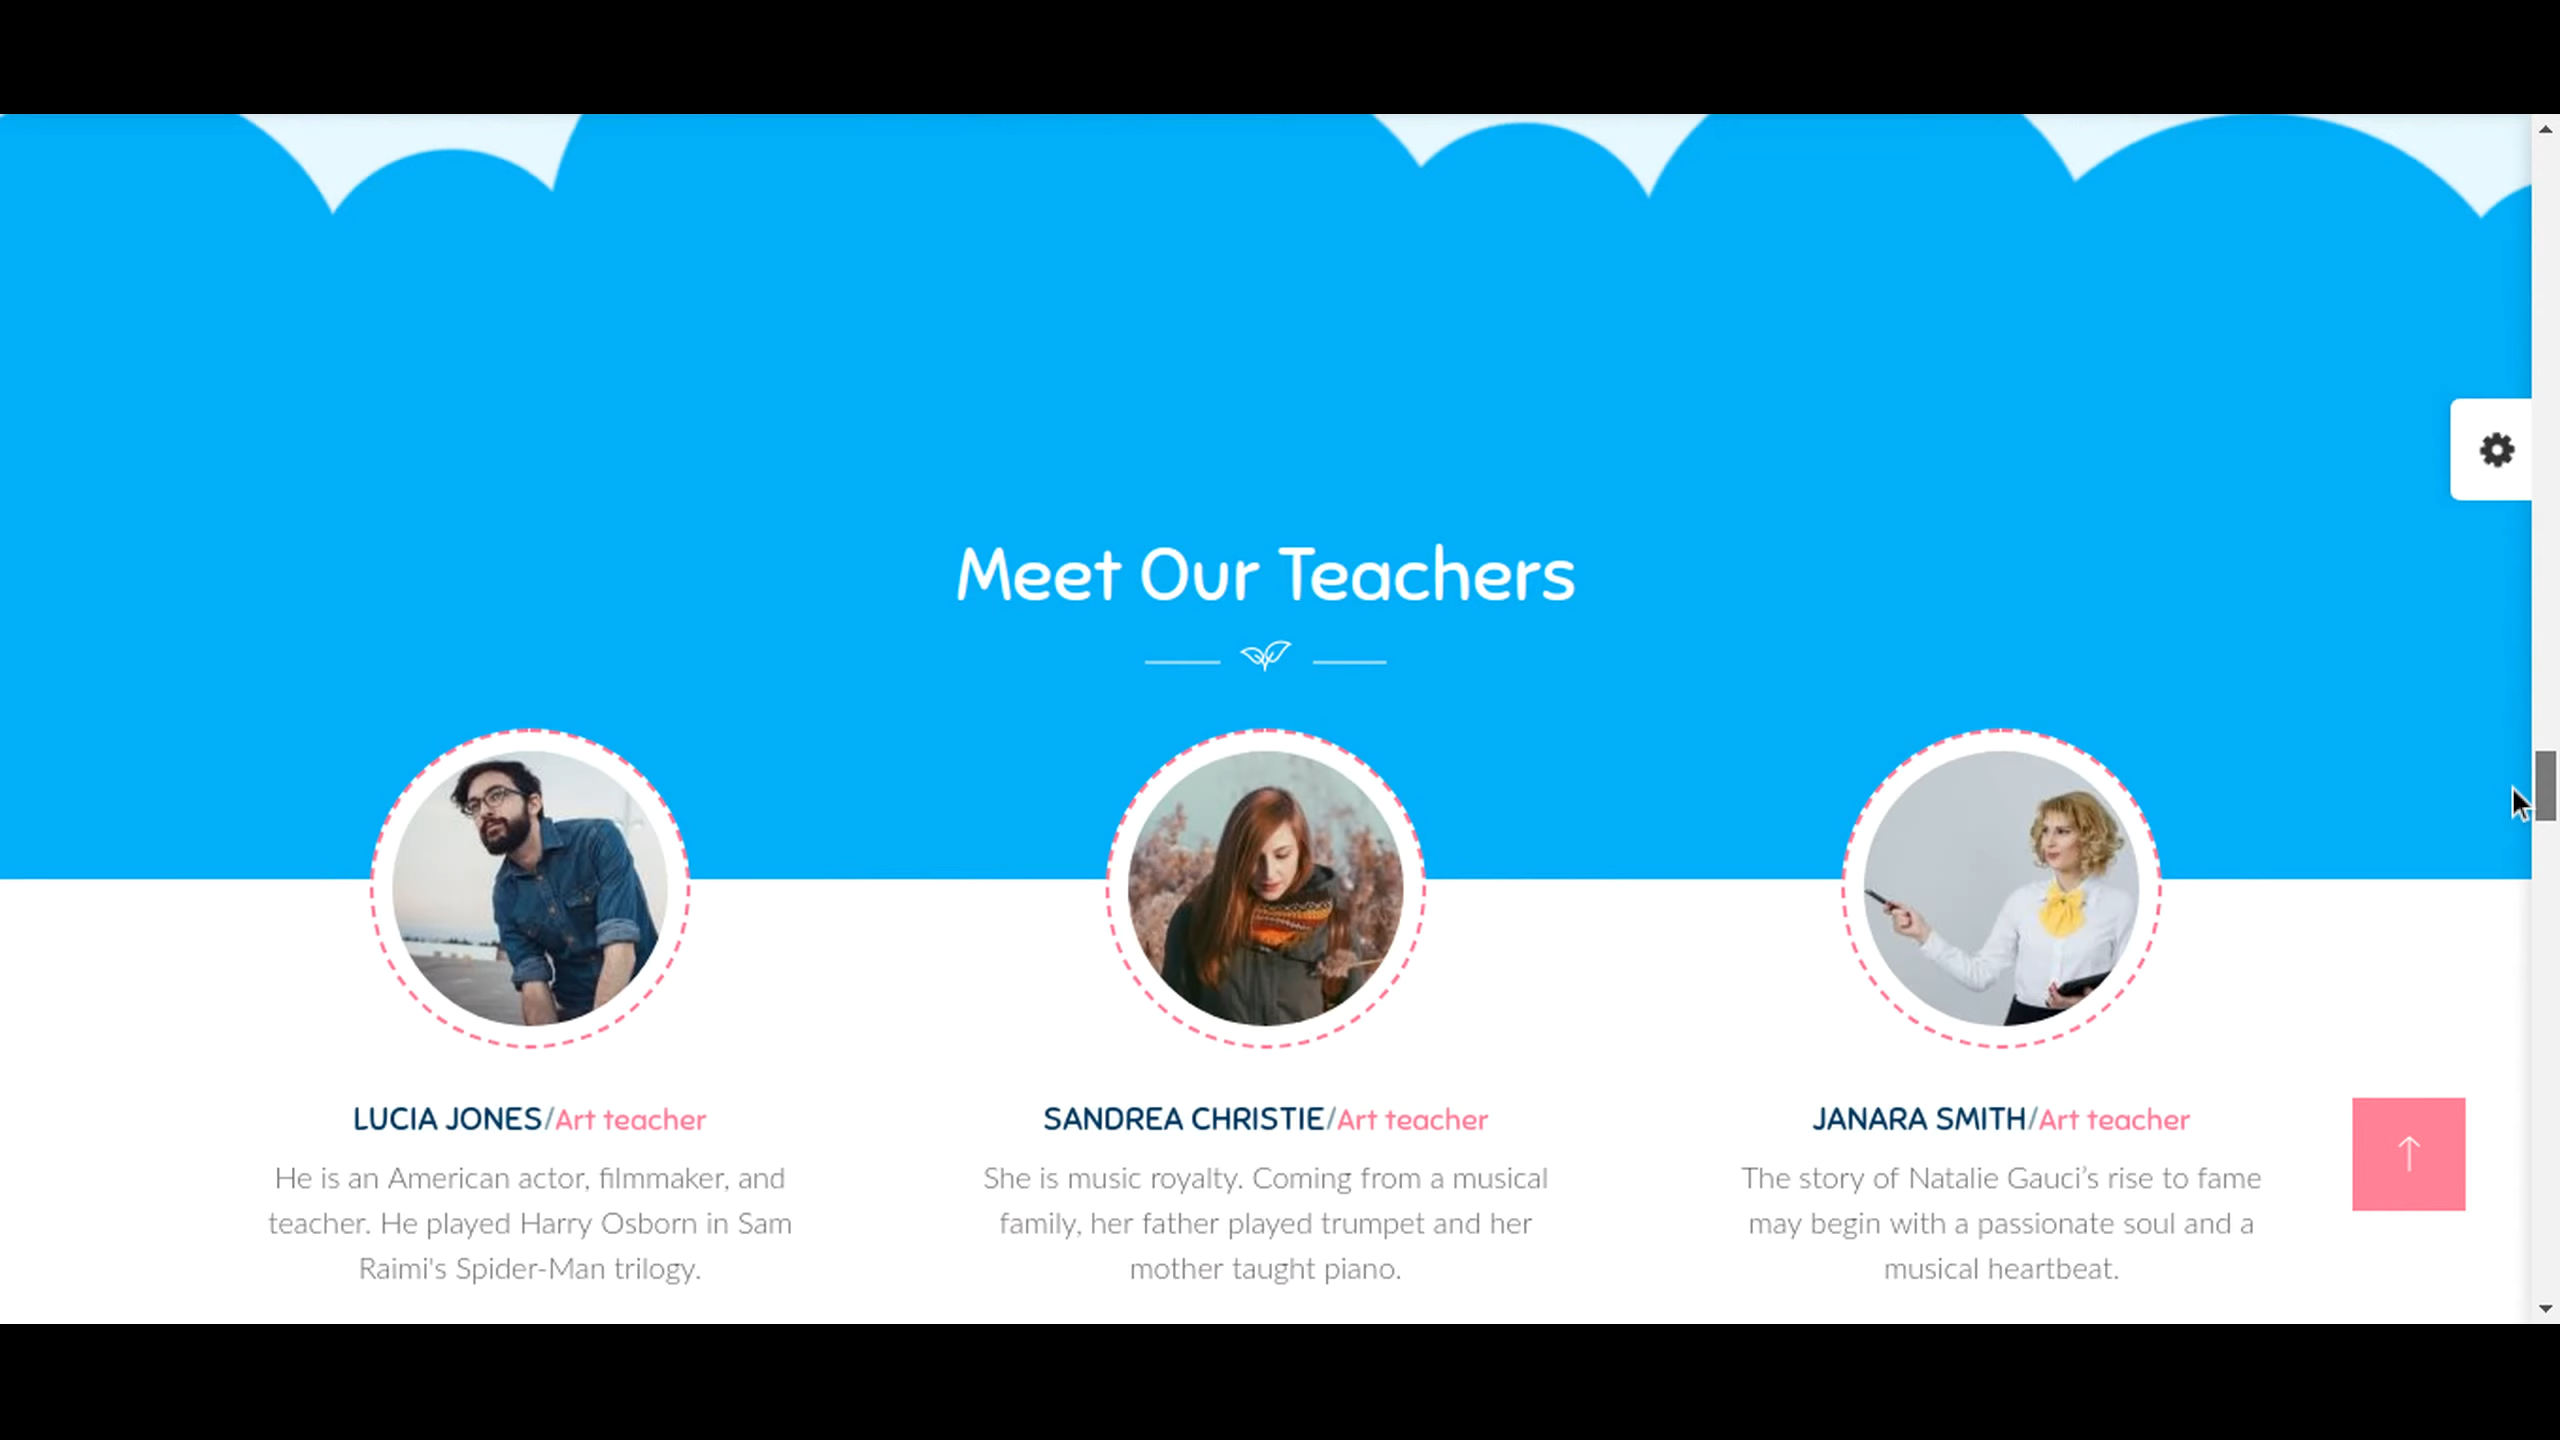 Meet Our Teachers
LUCIA JONES/Art teacher
He is an American actor, filmmaker, and
teacher. He played Harry Osborn in Sam
Raimi's Spider-Man trilogy.
SANDREA CHRISTIE/Art teacher
She is music royalty. Coming from a musical
family, her father played trumpet and her
mother taught piano.
JANARA SMITH/Art teacher
The story of Natalie Gauci’s rise to fame
may begin with a passionate soul and a
musical heartbeat.